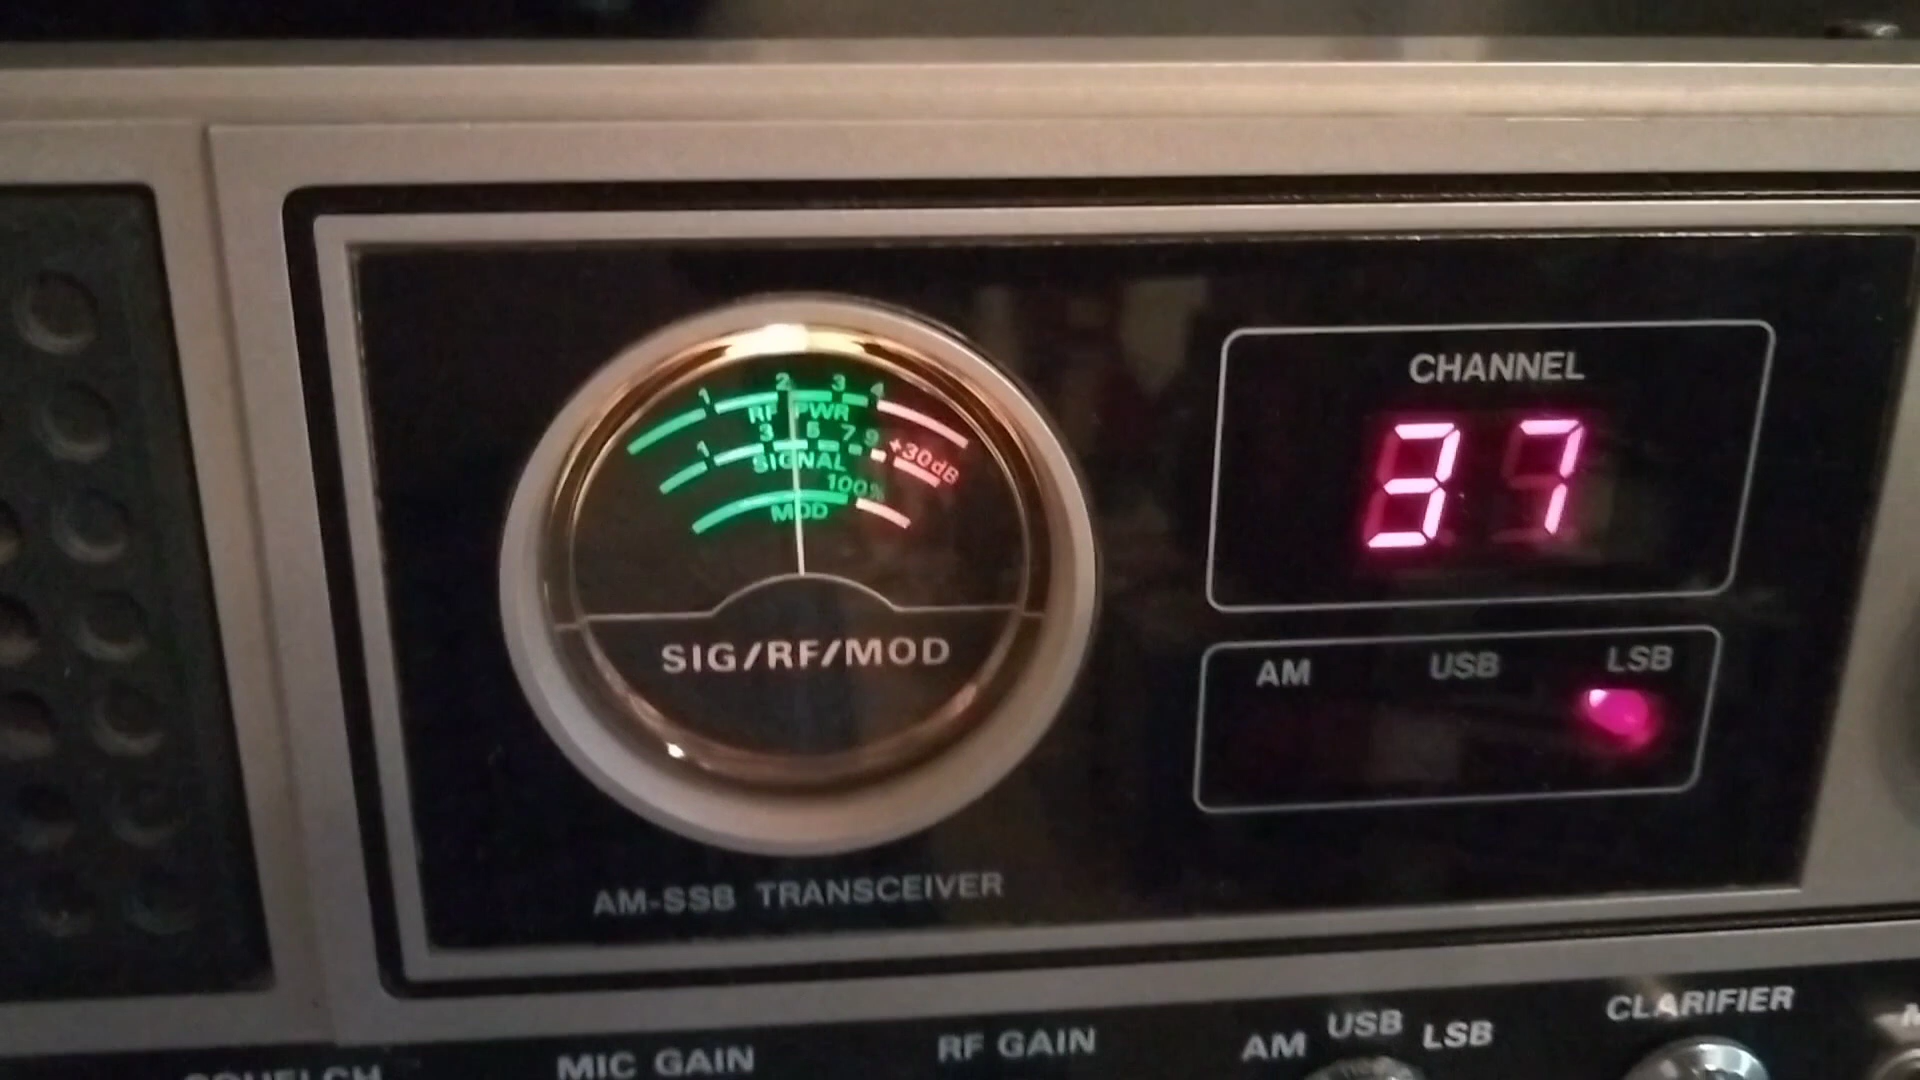 1 2 3 4
RF PWR
1 3 5 7 9 +30dB
SIGNAL
100%
MOD
SIG/RF/MOD
AM-SSB TRANSCEIVER
CHANNEL
37
AM USB LSB
SQUELCH
MIC GAIN
RF GAIN
AM USB LSB
CLARIFIER